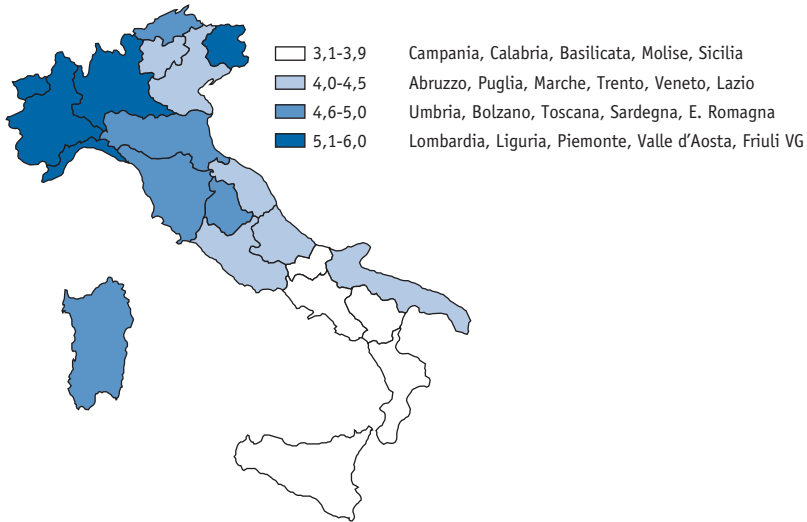 3,1-3,9 Campania, Calabria, Basilicata, Molise, Sicilia
4,0-4,5 Abruzzo, Puglia, Marche, Trento, Veneto, Lazio
4,6-5,0 Umbria, Bolzano, Toscana, Sardegna, E. Romagna
5,1-6,0 Lombardia, Liguria, Piemonte, Valle d'Aosta, Friuli VG